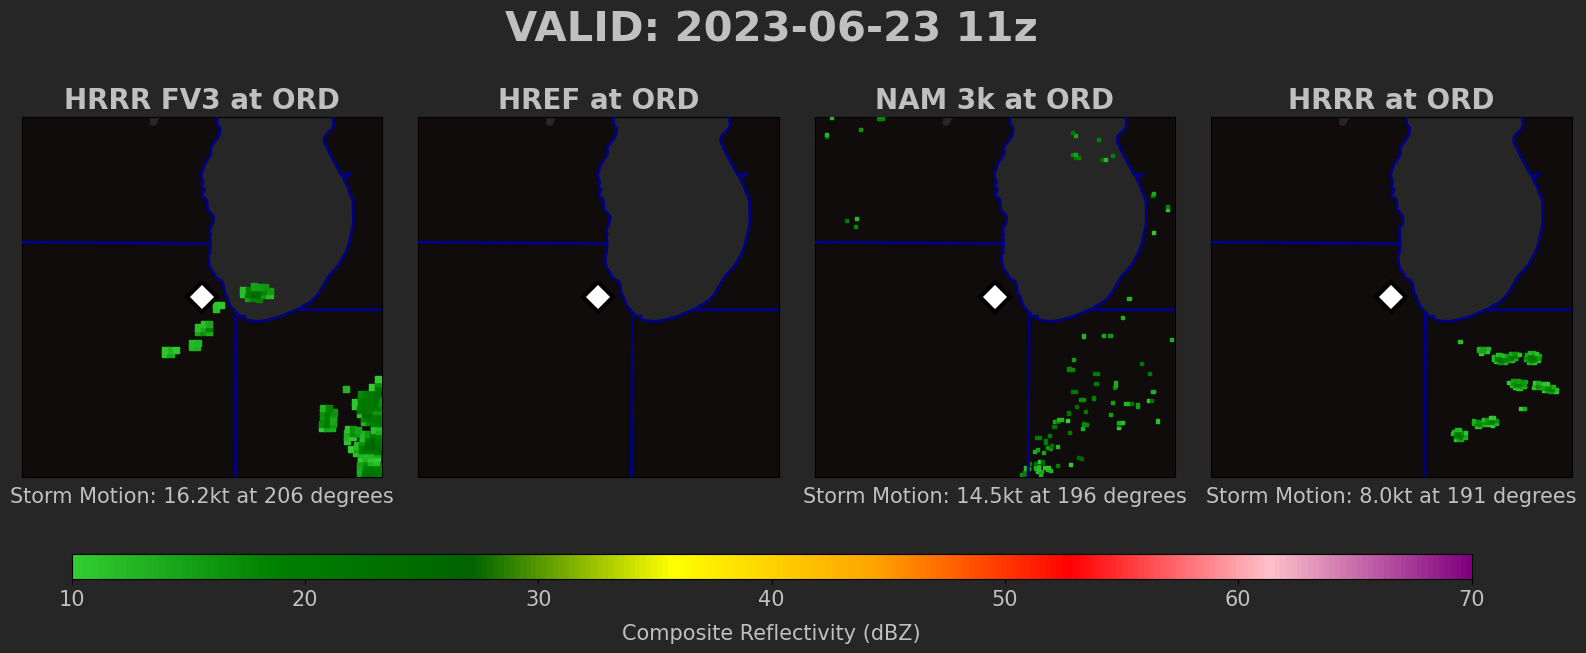 VALID: 2023-06-23 11z
HRRR FV3 at ORD
HREF at ORD
NAM 3k at ORD
HRRR at ORD
Storm Motion: 16.2kt at 206 degrees
Storm Motion: 14.5kt at 196 degrees
Storm Motion: 8.0kt at 191 degrees
10 20 30 40 50 60 70
Composite Reflectivity (dBZ)